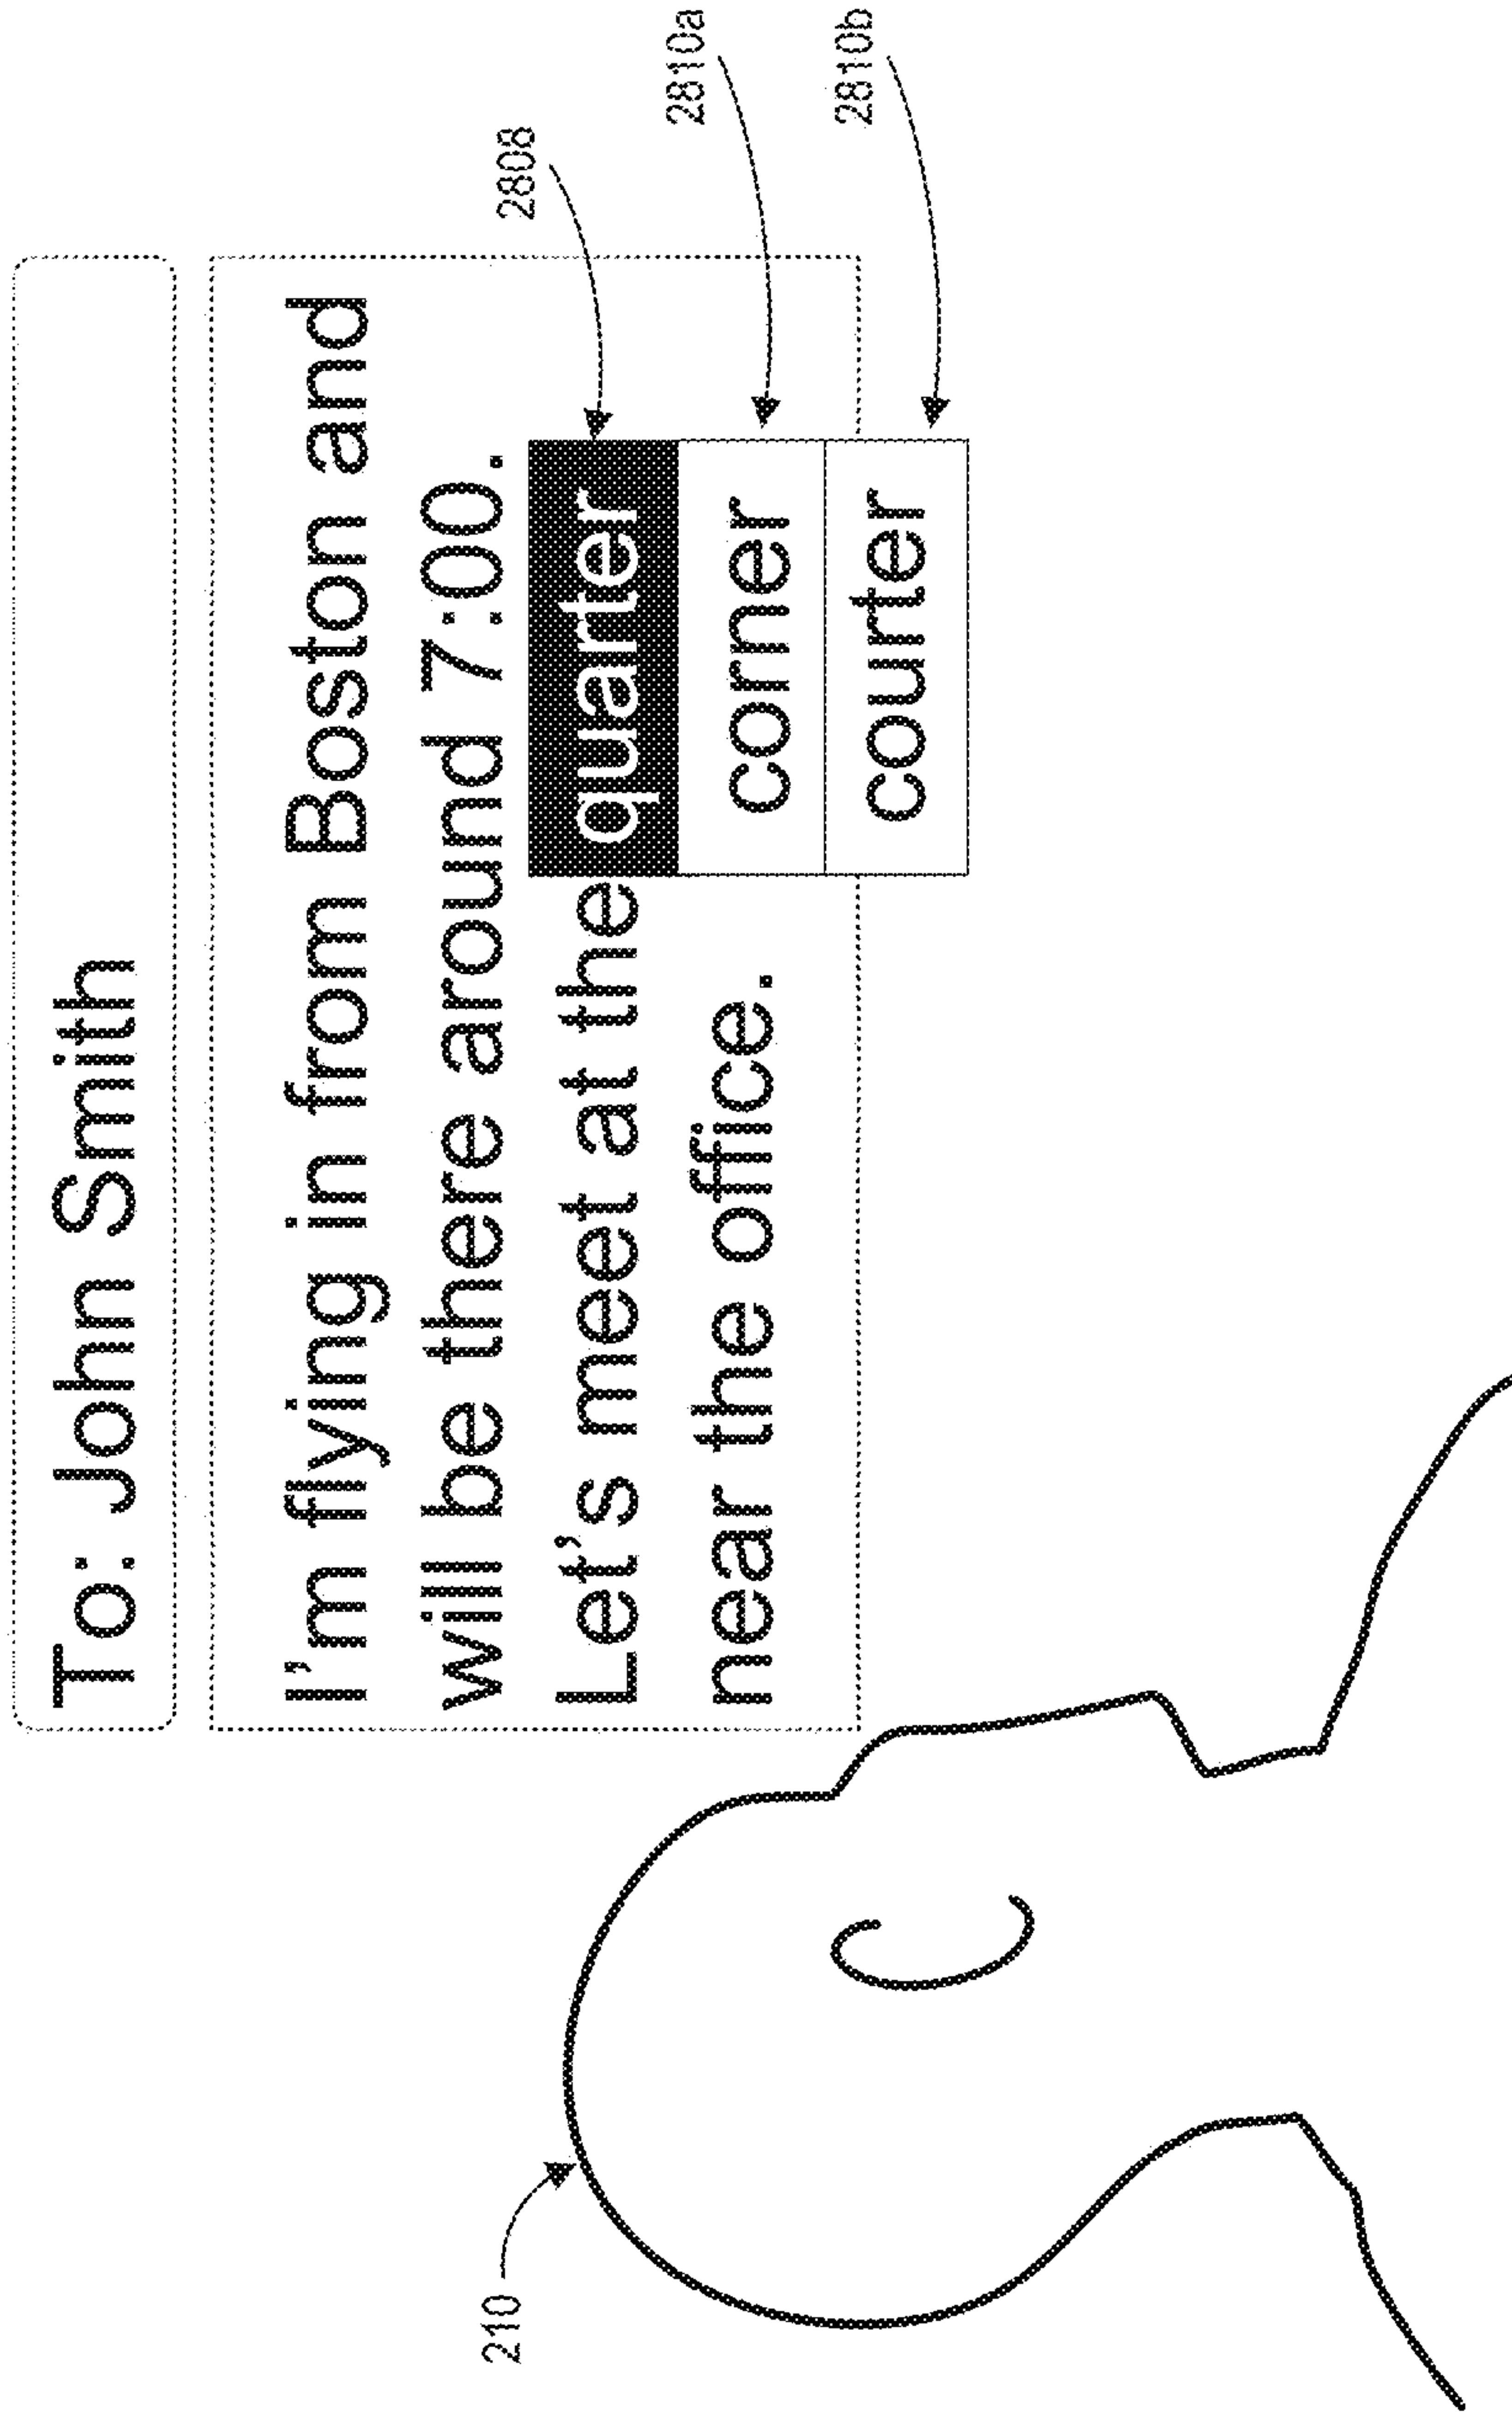 To: John Smith
I'm flying in from Boston and
will be there around 7:00.
Let's meet at the quarter
near the office.
corner
courter
2808
2810a
2810b
210